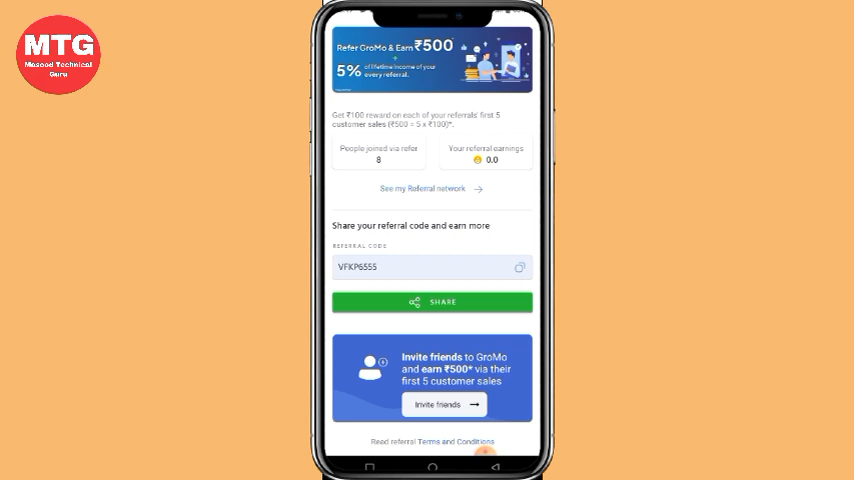 MTG
Masood Technical
Guru
Refer GroMo & Earn ₹500
5% of lifetime income of your
every referral.
Get ₹100 reward on each of your referrals' first 5
customer sales (₹500 = 5 x ₹100)*.
People joined via refer
8
Your referral earnings
0.0
See my Referral network
Share your referral code and earn more
REFERRAL CODE
VFKP6555
SHARE
Invite friends to GroMo
and earn ₹500* via their
first 5 customer sales
Invite friends
Read referral Terms and Conditions